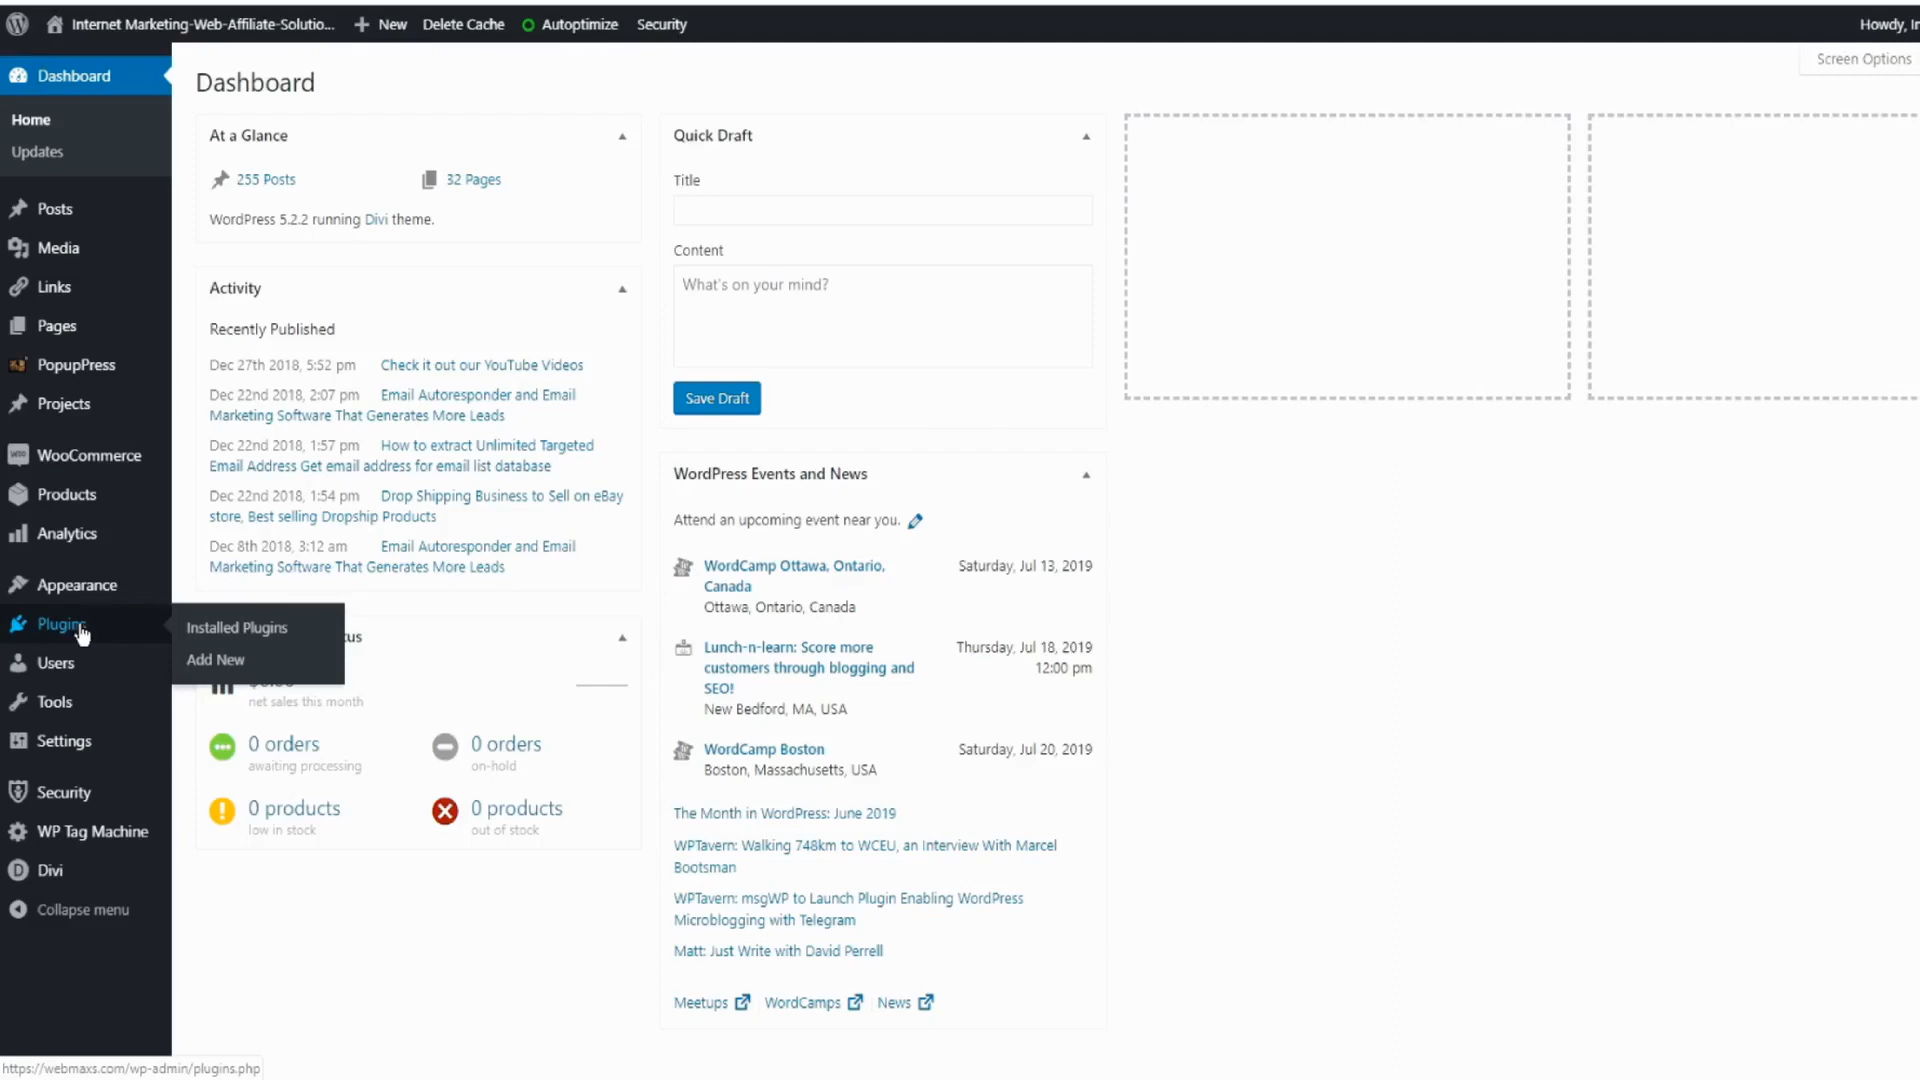 Internet Marketing-Web-Affiliate-Solutio...
New
Delete Cache
Autoptimize
Security
Howdy, In
Screen Options
Dashboard
Home
Updates
Posts
Media
Links
Pages
PopupPress
Projects
WooCommerce
Products
Analytics
Appearance
Plugins
Users
Tools
Settings
Security
WP Tag Machine
Divi
Collapse menu
Installed Plugins
Add New
Dashboard
At a Glance
255 Posts
32 Pages
WordPress 5.2.2 running Divi theme.
Activity
Recently Published
Dec 27th 2018, 5:52 pm Check it out our YouTube Videos
Dec 22nd 2018, 2:07 pm Email Autoresponder and Email
Marketing Software That Generates More Leads
Dec 22nd 2018, 1:57 pm How to extract Unlimited Targeted
Email Address Get email address for email list database
Dec 22nd 2018, 1:54 pm Drop Shipping Business to Sell on eBay
store, Best selling Dropship Products
Dec 8th 2018, 3:12 am Email Autoresponder and Email
Marketing Software That Generates More Leads
tus
net sales this month
0 orders
awaiting processing
0 orders
on-hold
0 products
low in stock
0 products
out of stock
Quick Draft
Title
Content
What's on your mind?
Save Draft
WordPress Events and News
Attend an upcoming event near you.
WordCamp Ottawa, Ontario,
Canada
Ottawa, Ontario, Canada
Saturday, Jul 13, 2019
Lunch-n-learn: Score more
customers through blogging and
SEO!
New Bedford, MA, USA
Thursday, Jul 18, 2019
12:00 pm
WordCamp Boston
Boston, Massachusetts, USA
Saturday, Jul 20, 2019
The Month in WordPress: June 2019
WPTavern: Walking 748km to WCEU, an Interview With Marcel
Bootsman
WPTavern: msgWP to Launch Plugin Enabling WordPress
Microblogging with Telegram
Matt: Just Write with David Perrell
Meetups
WordCamps
News
https://webmaxs.com/wp-admin/plugins.php